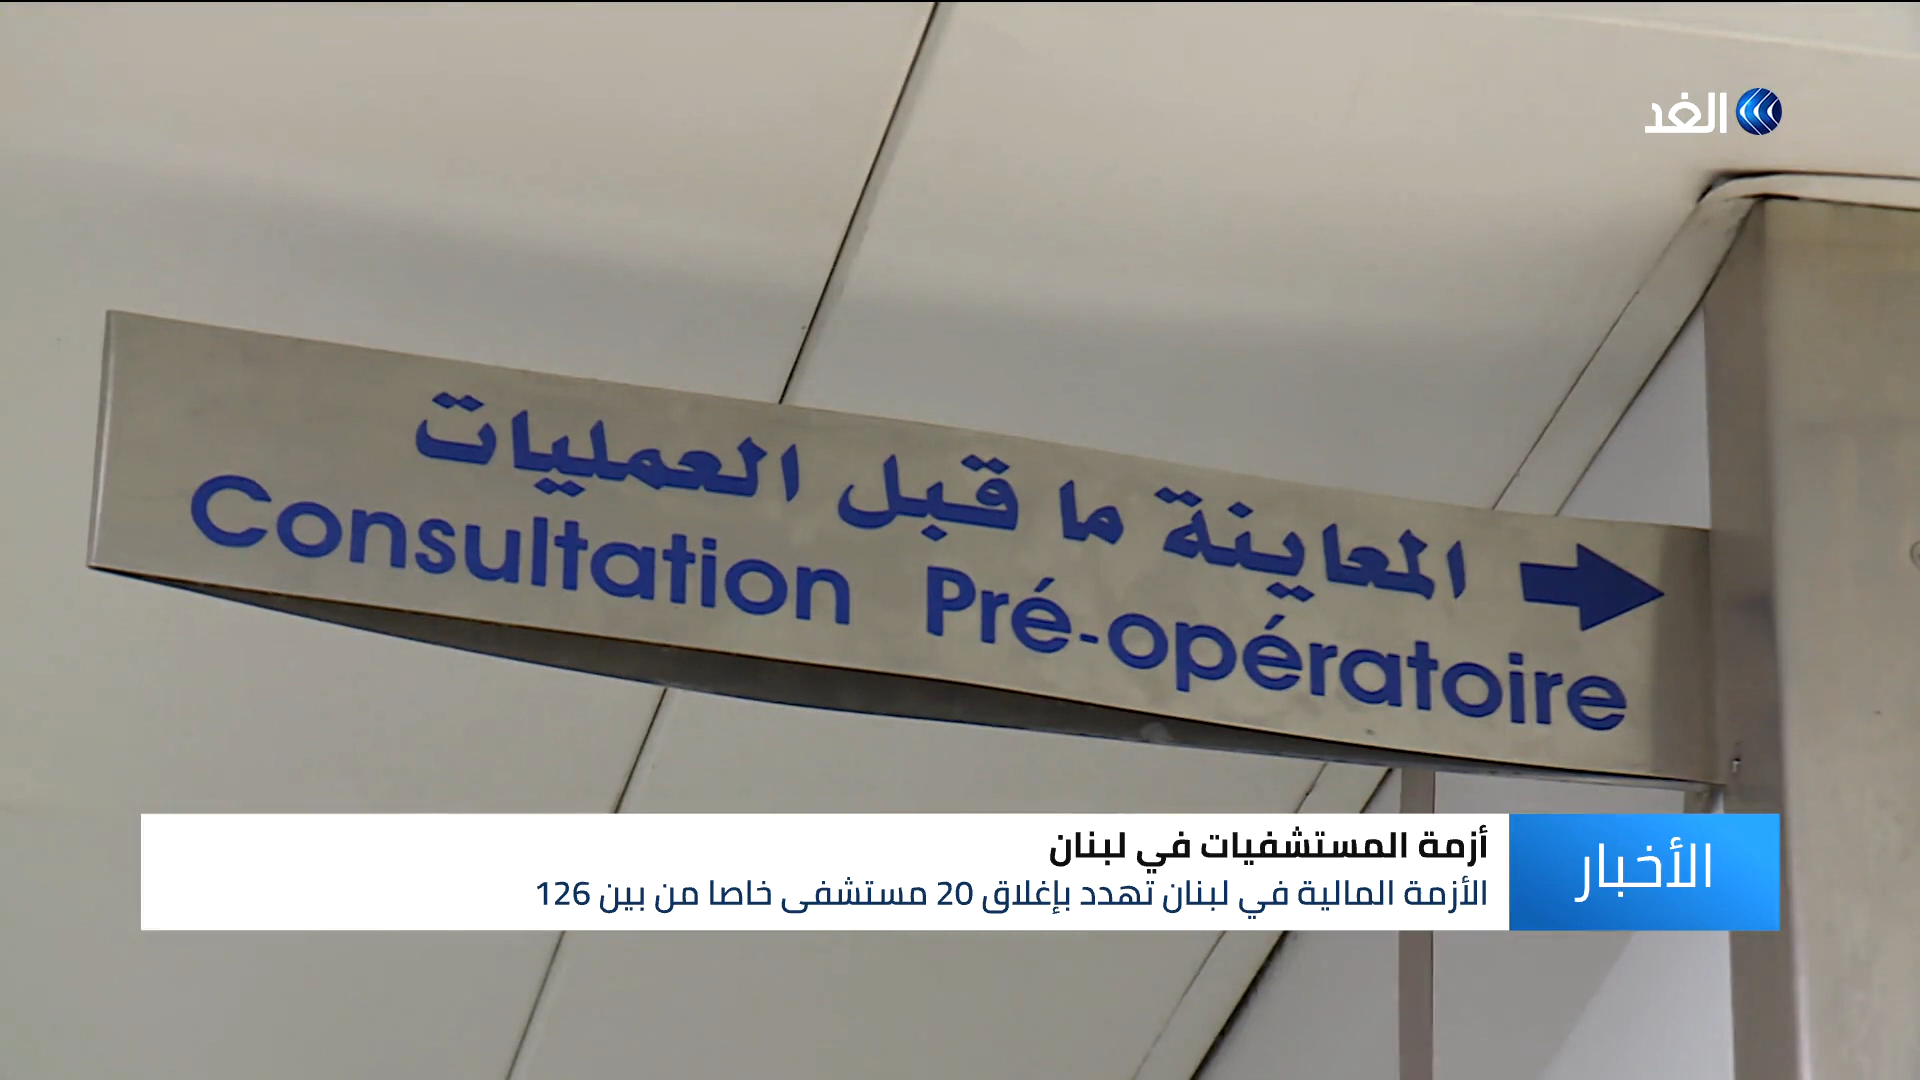 الغد
المعاينة ما قبل العمليات
Consultation Pré-opératoire
الأخبار
أزمة المستشفيات في لبنان
الأزمة المالية في لبنان تهدد بإغلاق 20 مستشفى خاصا من بين 126